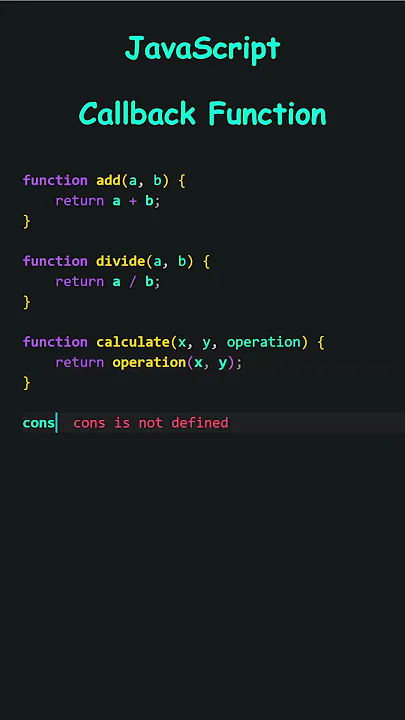 JavaScript
Callback Function
function add(a, b) {
    return a + b;
}
function divide(a, b) {
    return a / b;
}
function calculate(x, y, operation) {
    return operation(x, y);
}
cons  cons is not defined